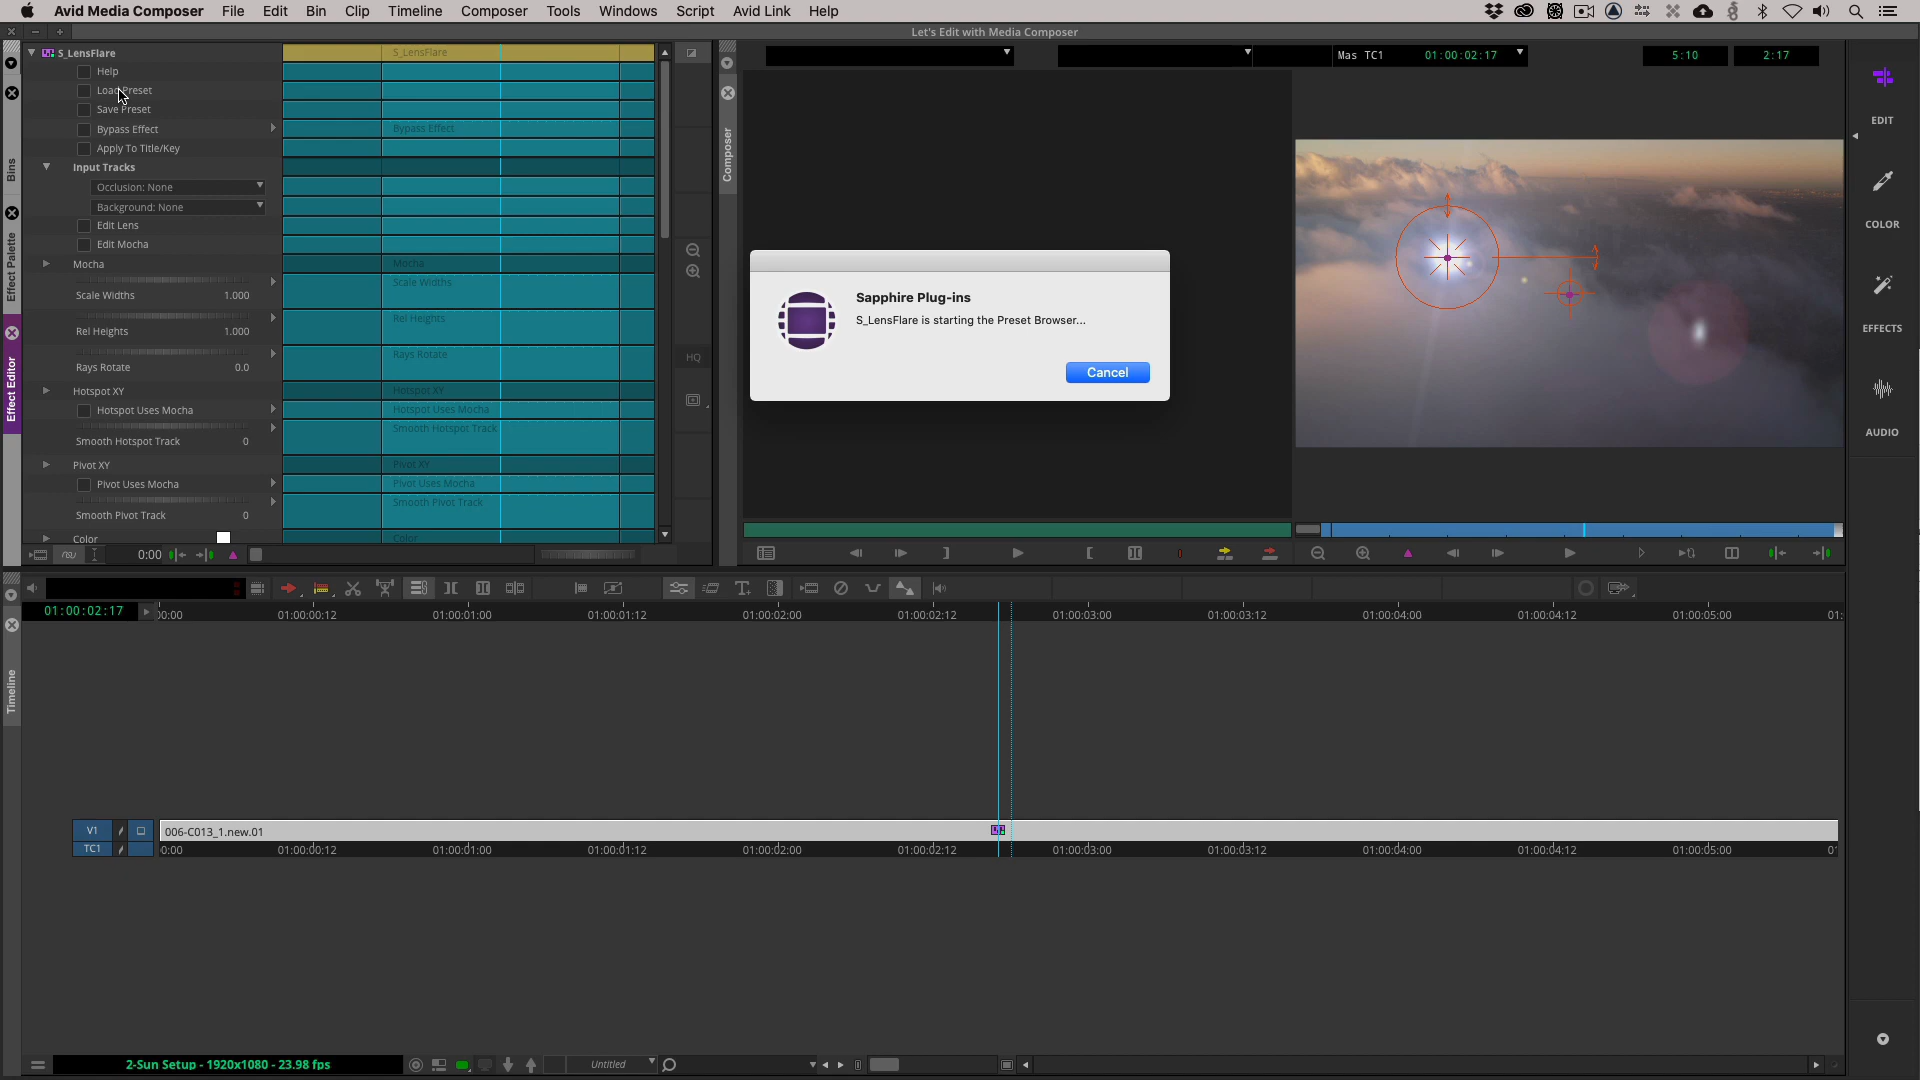 Avid Media Composer File Edit Bin Clip Timeline Composer Tools Windows Script Avid Link Help
Let's Edit with Media Composer
S_LensFlare
S_LensFlare
Help
Load Preset
Save Preset
Bypass Effect
Bypass Effect
Apply To Title/Key
Input Tracks
Occlusion: None
Background: None
Edit Lens
Edit Mocha
Mocha
Mocha
Scale Widths
Scale Widths 1.000
Rel Heights
Rel Heights 1.000
Rays Rotate
Rays Rotate 0.0
Hotspot XY
Hotspot XY
Hotspot Uses Mocha
Hotspot Uses Mocha
Smooth Hotspot Track
Smooth Hotspot Track 0
Pivot XY
Pivot XY
Pivot Uses Mocha
Pivot Uses Mocha
Smooth Pivot Track
Smooth Pivot Track 0
Color
Color
0:00
Bins
Effect Palette
Effect Editor
HQ
Composer
Mas TC1 01:00:02:17
5:10
2:17
Sapphire Plug-ins
S_LensFlare is starting the Preset Browser...
Cancel
EDIT
COLOR
EFFECTS
AUDIO
Timeline
01:00:02:17
00:00 01:00:00:12 01:00:01:00 01:00:01:12 01:00:02:00 01:00:02:12 01:00:03:00 01:00:03:12 01:00:04:00 01:00:04:12 01:00:05:00 01:
V1 006-C013_1.new.01
TC1 0:00 01:00:00:12 01:00:01:00 01:00:01:12 01:00:02:00 01:00:02:12 01:00:03:00 01:00:03:12 01:00:04:00 01:00:04:12 01:00:05:00 01
2-Sun Setup - 1920x1080 - 23.98 fps
Untitled